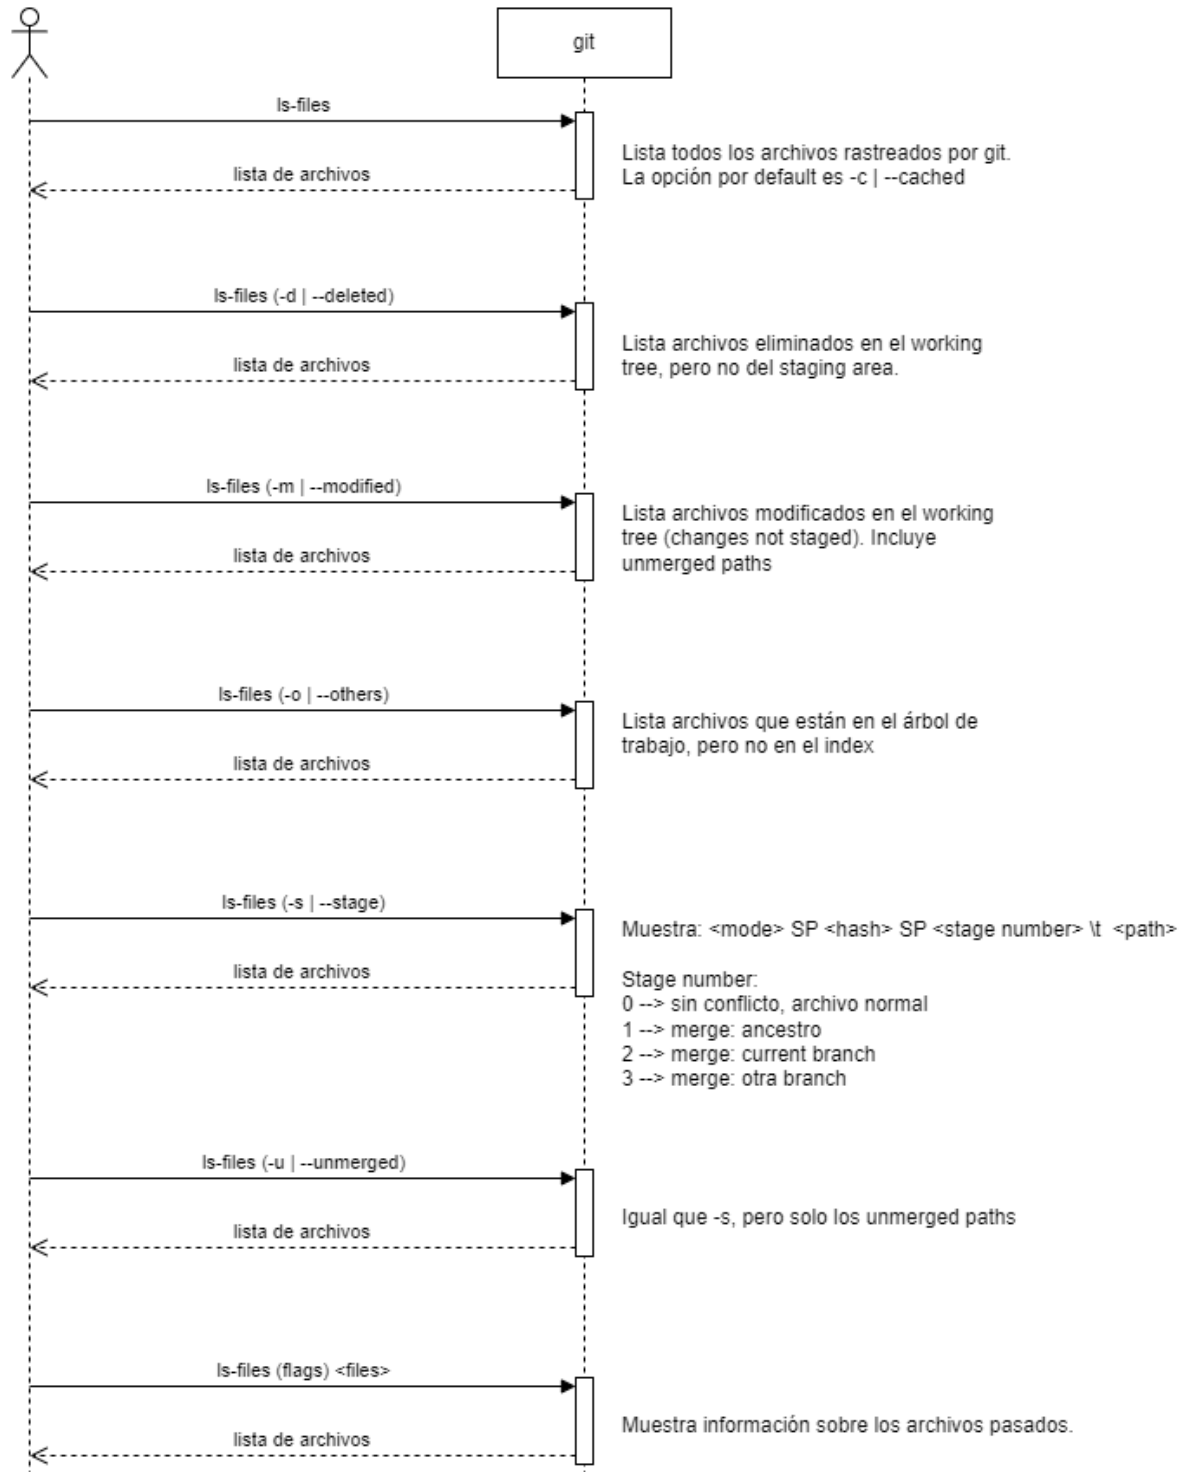 git
ls-files
lista de archivos
Lista todos los archivos rastreados por git.
La opción por default es -c | --cached
ls-files (-d | --deleted)
lista de archivos
Lista archivos eliminados en el working
tree, pero no del staging area.
ls-files (-m | --modified)
lista de archivos
Lista archivos modificados en el working
tree (changes not staged). Incluye
unmerged paths
ls-files (-o | --others)
lista de archivos
Lista archivos que están en el árbol de
trabajo, pero no en el index
ls-files (-s | --stage)
lista de archivos
Muestra: <mode> SP <hash> SP <stage number> \t  <path>
Stage number:
0 --> sin conflicto, archivo normal
1 --> merge: ancestro
2 --> merge: current branch
3 --> merge: otra branch
ls-files (-u | --unmerged)
lista de archivos
Igual que -s, pero solo los unmerged paths
ls-files (flags) <files>
lista de archivos
Muestra información sobre los archivos pasados.